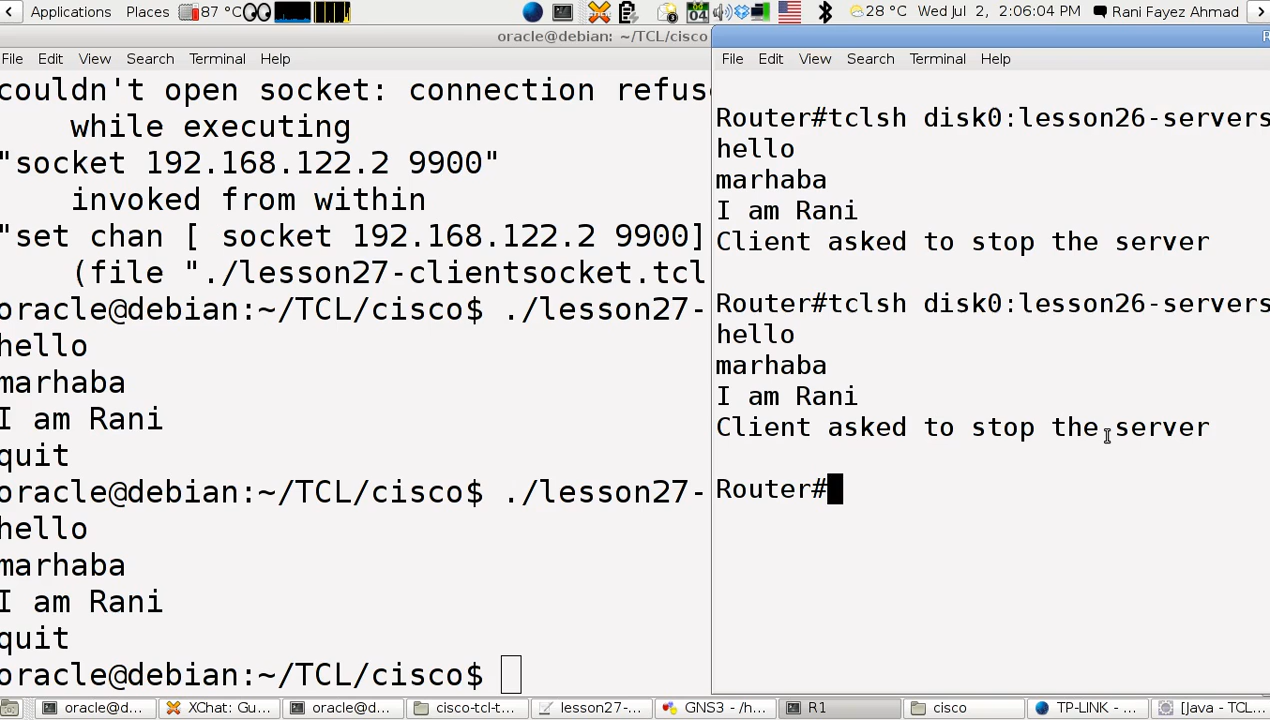 Applications Places 87 °C 04 28 °C Wed Jul 2, 2:06:04 PM Rani Fayez Ahmad
oracle@debian: ~/TCL/cisco
File Edit View Search Terminal Help
couldn't open socket: connection refus
while executing
"socket 192.168.122.2 9900"
invoked from within
"set chan [ socket 192.168.122.2 9900]
(file "./lesson27-clientsocket.tcl
oracle@debian:~/TCL/cisco$ ./lesson27-
hello
marhaba
I am Rani
quit
oracle@debian:~/TCL/cisco$ ./lesson27-
hello
marhaba
I am Rani
quit
oracle@debian:~/TCL/cisco$
File Edit View Search Terminal Help
Router#tclsh disk0:lesson26-servers
hello
marhaba
I am Rani
Client asked to stop the server
Router#tclsh disk0:lesson26-servers
hello
marhaba
I am Rani
Client asked to stop the server
Router#
oracle@d... XChat: Gu... oracle@d... cisco-tcl-t... lesson27-... GNS3 - /h... R1 cisco TP-LINK - ... [Java - TCL...